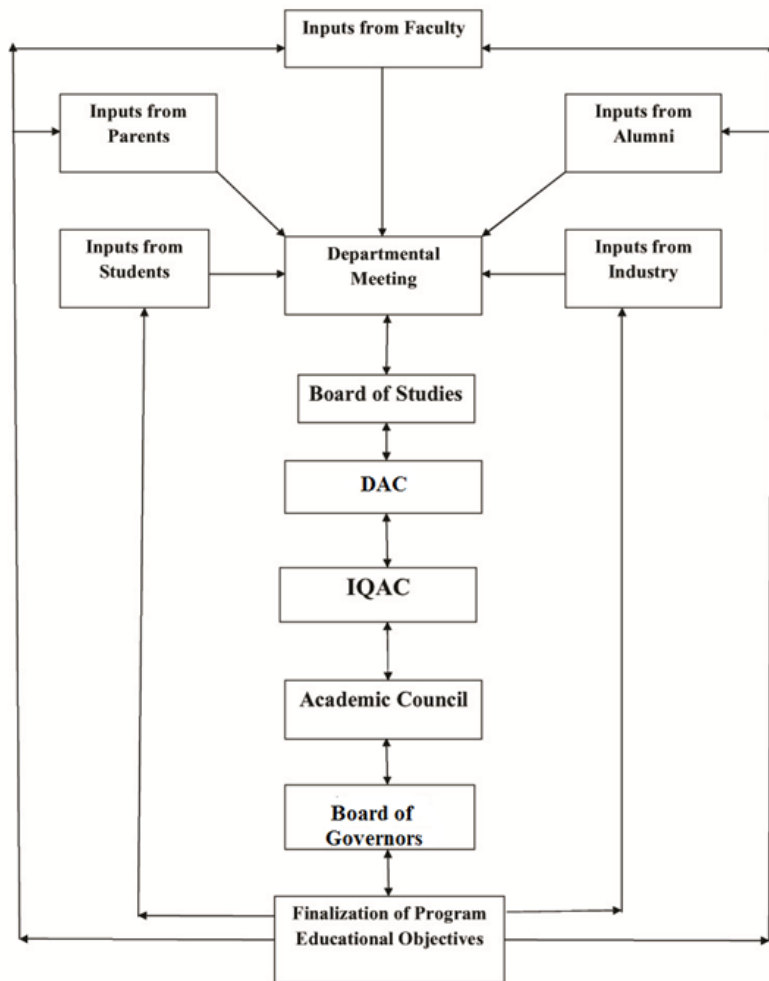 Inputs from Faculty
Inputs from
Parents
Inputs from
Alumni
Inputs from
Students
Departmental
Meeting
Inputs from
Industry
Board of Studies
DAC
IQAC
Academic Council
Board of
Governors
Finalization of Program
Educational Objectives